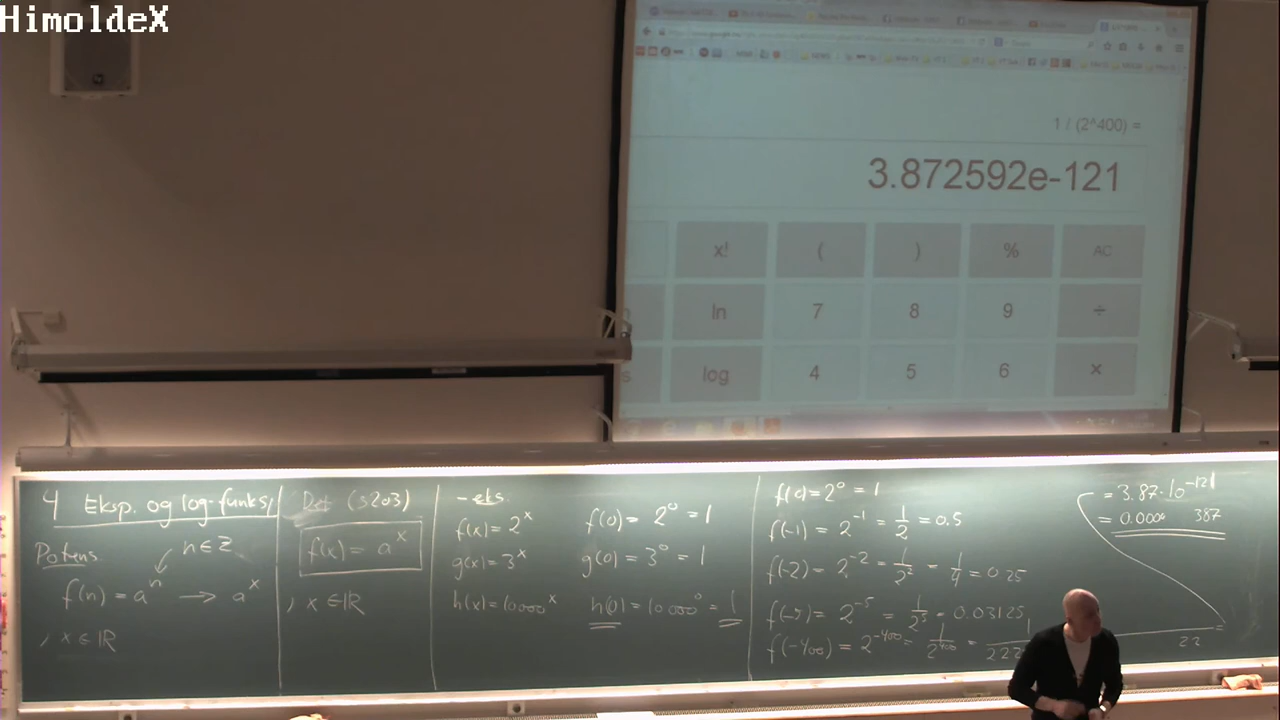 HimoldeX
1 / (2^400) =
3.872592e-121
x! ( ) % AC
ln 7 8 9 ÷
s log 4 5 6 ×
4 Eksp. og log-funksj
Potens
n ∈ Z
f(n) = a^n → a^x
, x ∈ ℝ
Def (s203)
f(x) = a^x
, x ∈ ℝ
- eks.
f(x) = 2^x
g(x) = 3^x
h(x) = 10000^x
f(0) = 2^0 = 1
g(0) = 3^0 = 1
h(0) = 10000^0 = 1
f(0) = 2^0 = 1
f(-1) = 2^-1 = 1/2 = 0.5
f(-2) = 2^-2 = 1/2^2 = 1/4 = 0.25
f(-5) = 2^-5 = 1/2^5 = 0.03125
f(-400) = 2^-400 = 1/2^400 = 1/222 22 =
= 3.87·10^-121
= 0.000 387